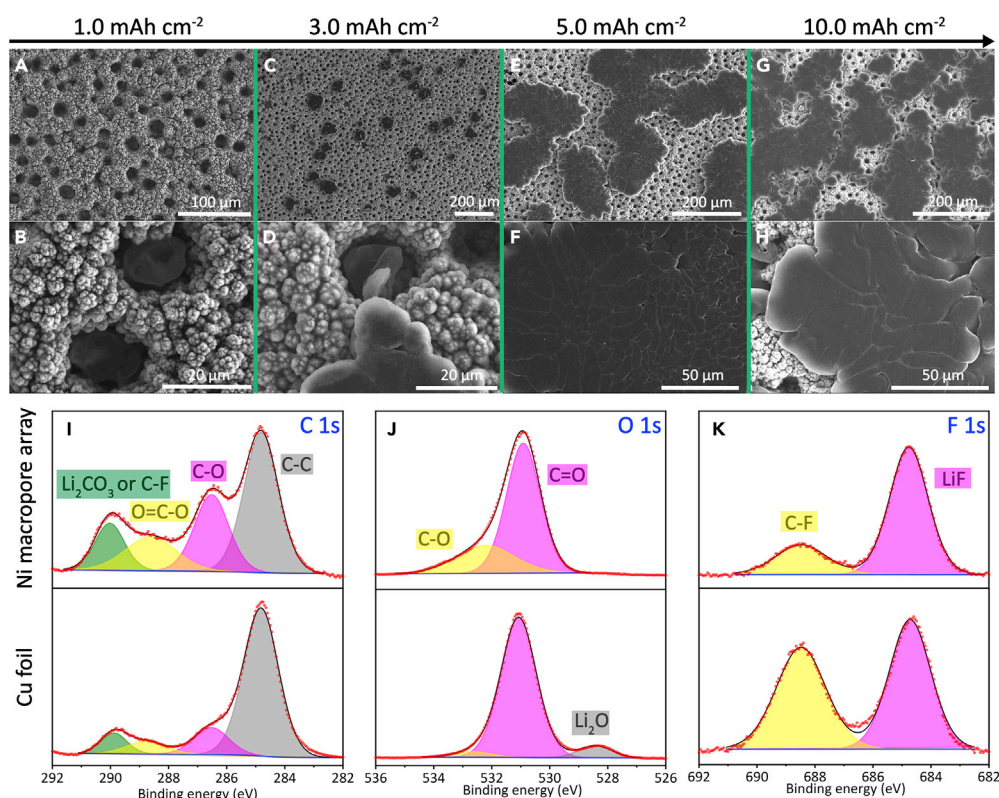 1.0 mAh cm⁻² 3.0 mAh cm⁻² 5.0 mAh cm⁻² 10.0 mAh cm⁻²
A C E G
100 μm 200 μm 200 μm 200 μm
B D F H
20 μm 20 μm 50 μm 50 μm
Ni macropore array
I C 1s
Li₂CO₃ or C-F
O=C-O
C-O
C-C
J O 1s
C-O
C=O
K F 1s
C-F
LiF
Cu foil
Li₂O
292 290 288 286 284 282
Binding energy (eV)
536 534 532 530 528 526
Binding energy (eV)
692 690 688 686 684 682
Binding energy (eV)